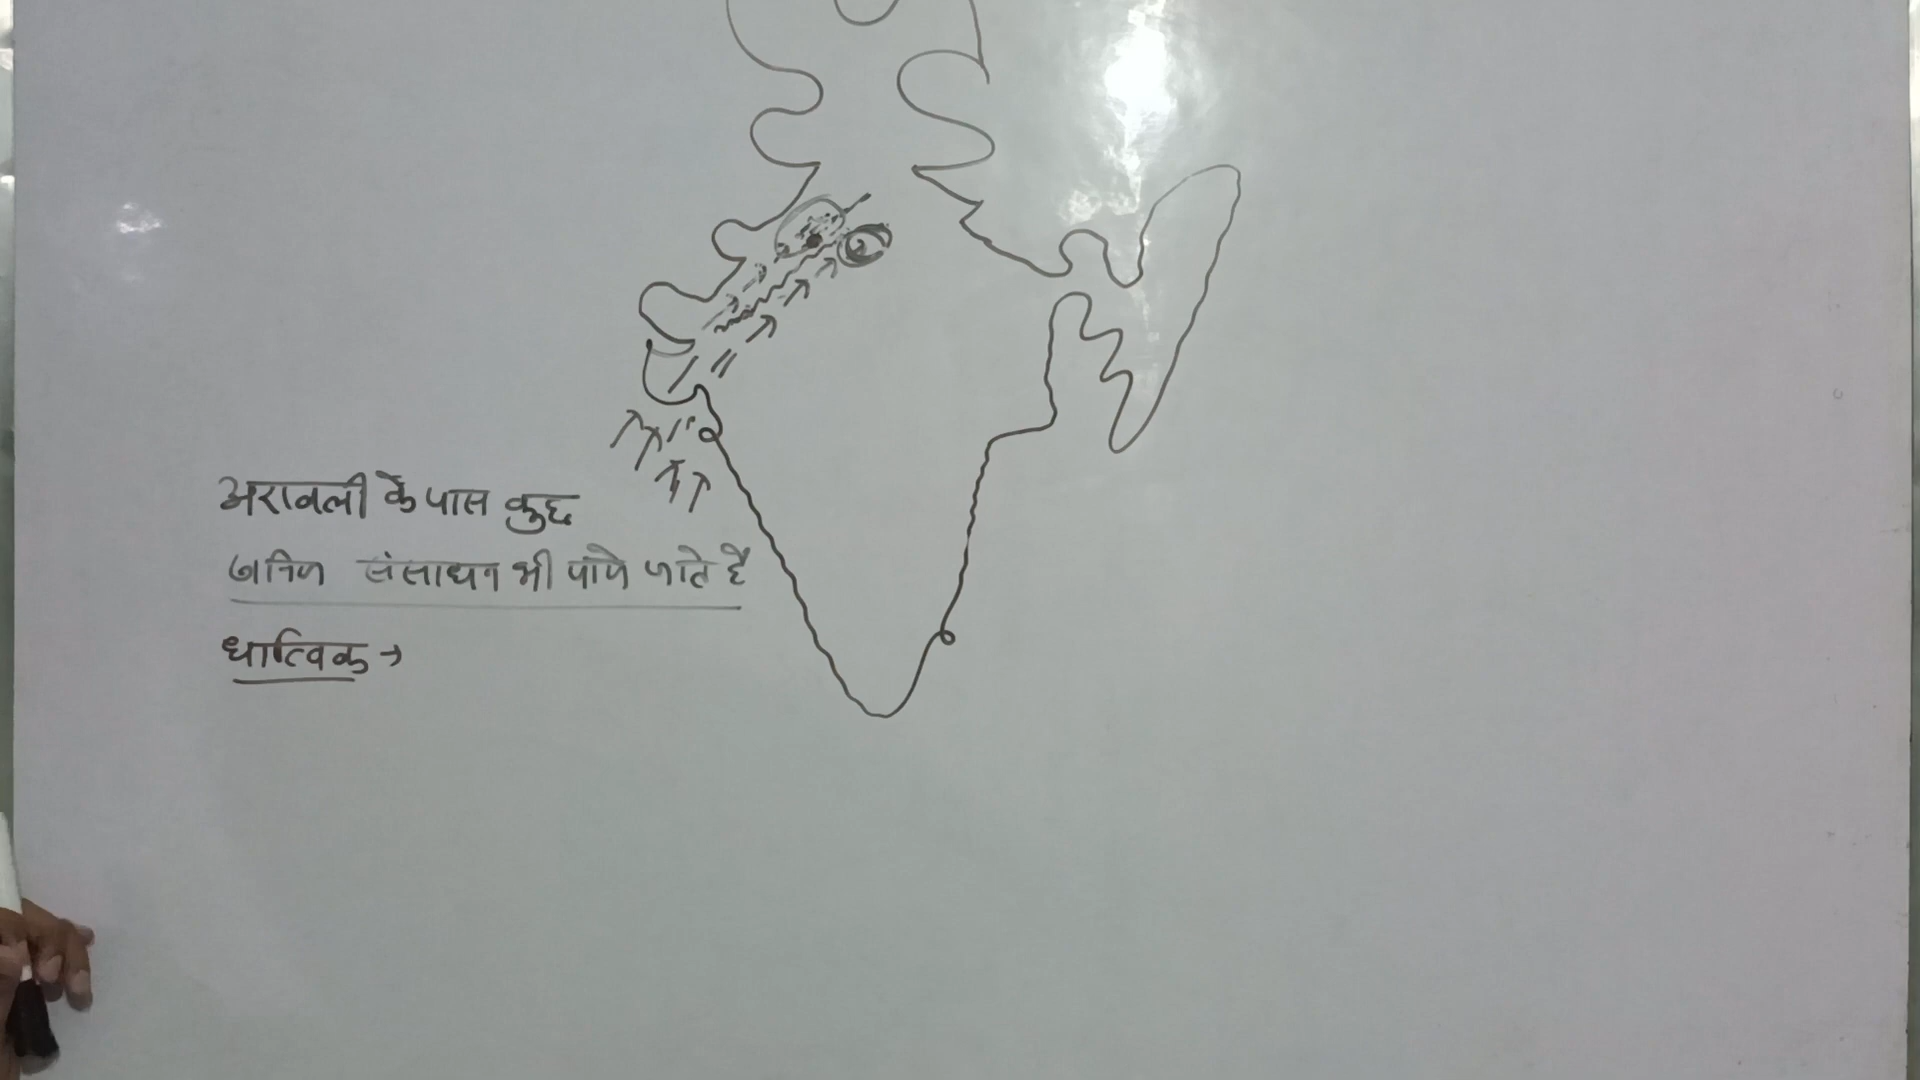 अरावली के पास कुछ
खनिज संसाधन भी पाये जाते है
धात्विक →